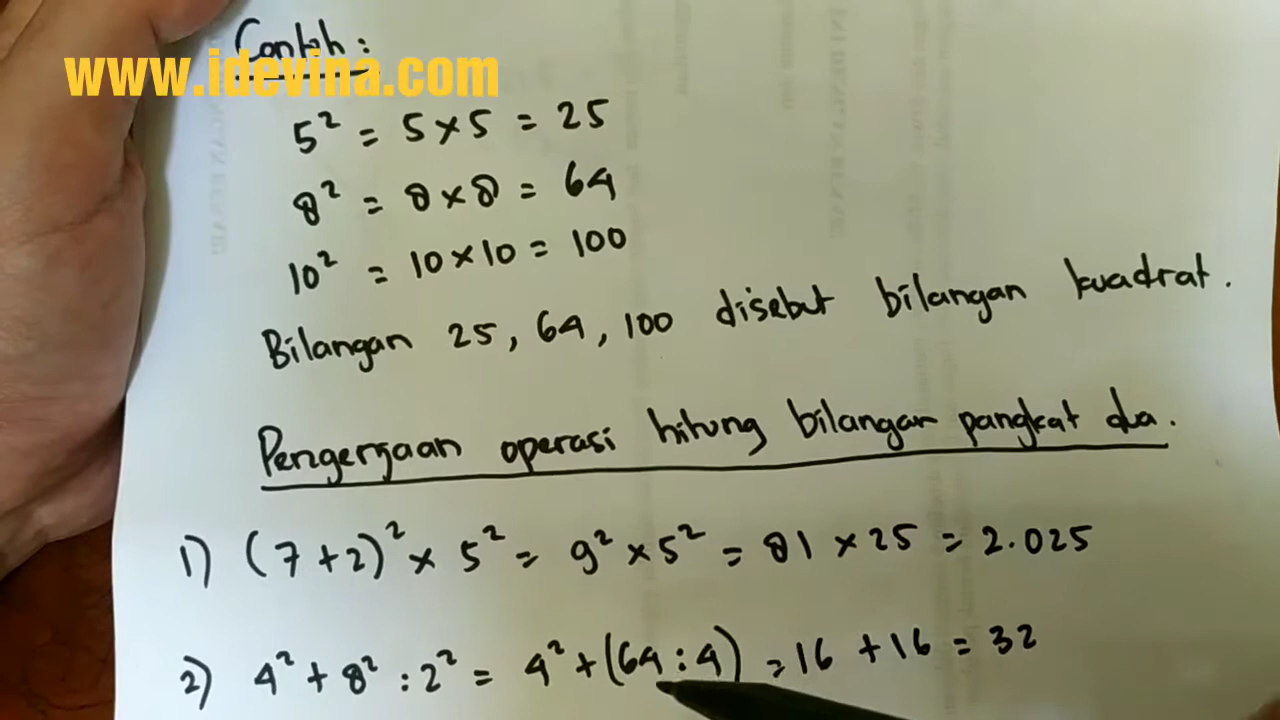 Contoh :
www.idevina.com
5² = 5 x 5 = 25
8² = 8 x 8 = 64
10² = 10 x 10 = 100
Bilangan 25, 64, 100 disebut bilangan kuadrat.
Pengerjaan operasi hitung bilangan pangkat dua.
1) (7 + 2)² x 5² = 9² x 5² = 81 x 25 = 2.025
2) 4² + 8² : 2² = 4² + (64 : 4) = 16 + 16 = 32